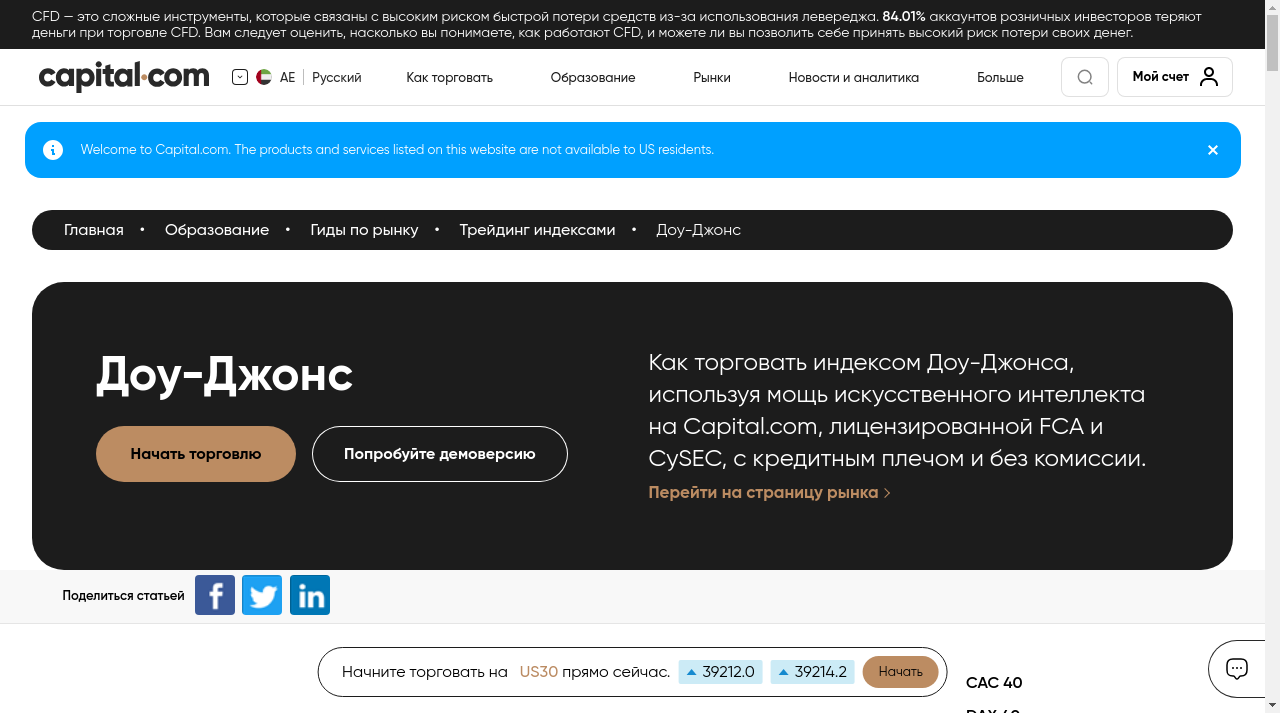 CFD — это сложные инструменты, которые связаны с высоким риском быстрой потери средств из-за использования левереджа. 84.01% аккаунтов розничных инвесторов теряют
деньги при торговле CFD. Вам следует оценить, насколько вы понимаете, как работают CFD, и можете ли вы позволить себе принять высокий риск потери своих денег.
capital.com AE Русский Как торговать Образование Рынки Новости и аналитика Больше Мой счет
Welcome to Capital.com. The products and services listed on this website are not available to US residents.
Главная • Образование • Гиды по рынку • Трейдинг индексами • Доу-Джонс
Доу-Джонс
Начать торговлю Попробуйте демоверсию
Как торговать индексом Доу-Джонса,
используя мощь искусственного интеллекта
на Capital.com, лицензированной FCA и
CySEC, с кредитным плечом и без комиссии.
Перейти на страницу рынка
Поделиться статьей
Начните торговать на US30 прямо сейчас. 39212.0 39214.2 Начать
CAC 40
DAX 40